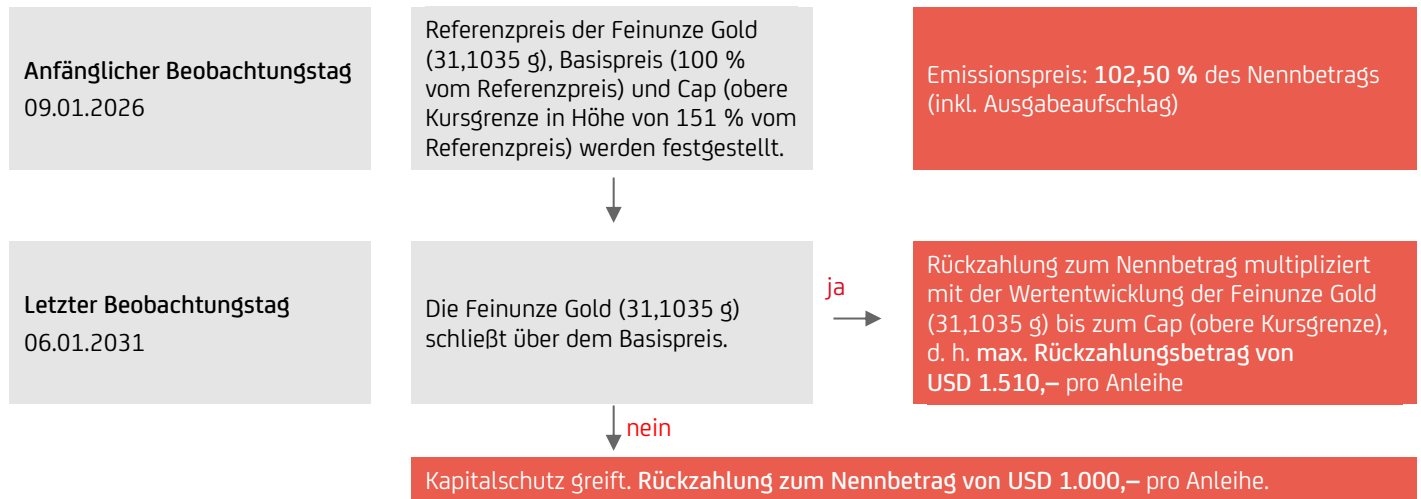 Anfänglicher Beobachtungstag
09.01.2026
Referenzpreis der Feinunze Gold
(31,1035 g), Basispreis (100 %
vom Referenzpreis) und Cap (obere
Kursgrenze in Höhe von 151 % vom
Referenzpreis) werden festgestellt.
Emissionspreis: 102,50 % des Nennbetrags
(inkl. Ausgabeaufschlag)
Letzter Beobachtungstag
06.01.2031
Die Feinunze Gold (31,1035 g)
schließt über dem Basispreis.
ja
Rückzahlung zum Nennbetrag multipliziert
mit der Wertentwicklung der Feinunze Gold
(31,1035 g) bis zum Cap (obere Kursgrenze),
d. h. max. Rückzahlungsbetrag von
USD 1.510,– pro Anleihe
nein
Kapitalschutz greift. Rückzahlung zum Nennbetrag von USD 1.000,– pro Anleihe.